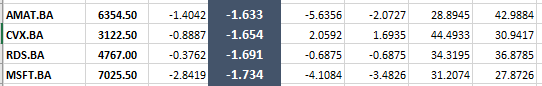 AMAT.BA 6354.50 -1.4042 -1.633 -5.6356 -2.0727 28.8945 42.9884
CVX.BA 3122.50 -0.8887 -1.654 2.0592 1.6935 44.4933 30.9417
RDS.BA 4767.00 -0.3762 -1.691 -0.6875 -0.6875 34.3195 36.8785
MSFT.BA 7025.50 -2.8419 -1.734 -4.1084 -3.4826 31.2074 27.8726